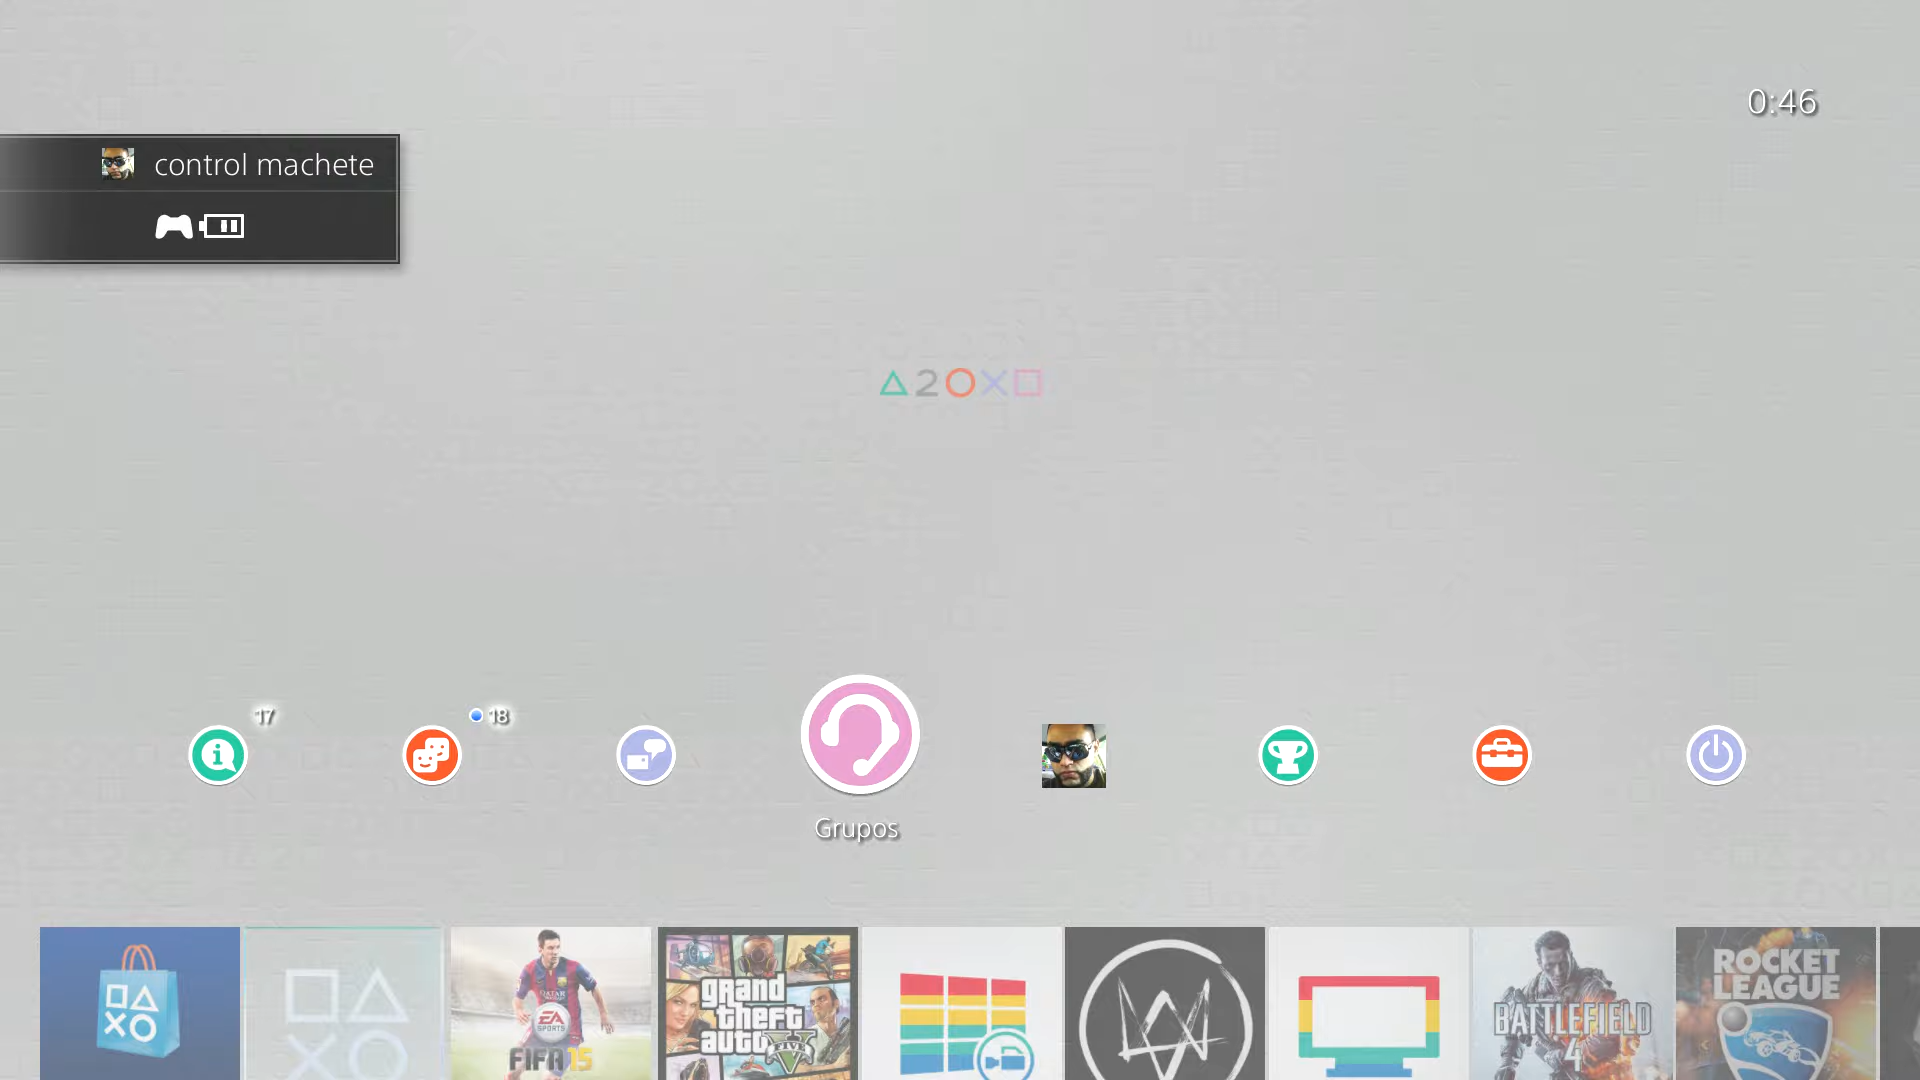 0:46
control machete
2
17
18
Grupos
EA
SPORTS
FIFA 15
grand
theft
auto
FIVE
BATTLEFIELD
4
ROCKET
LEAGUE